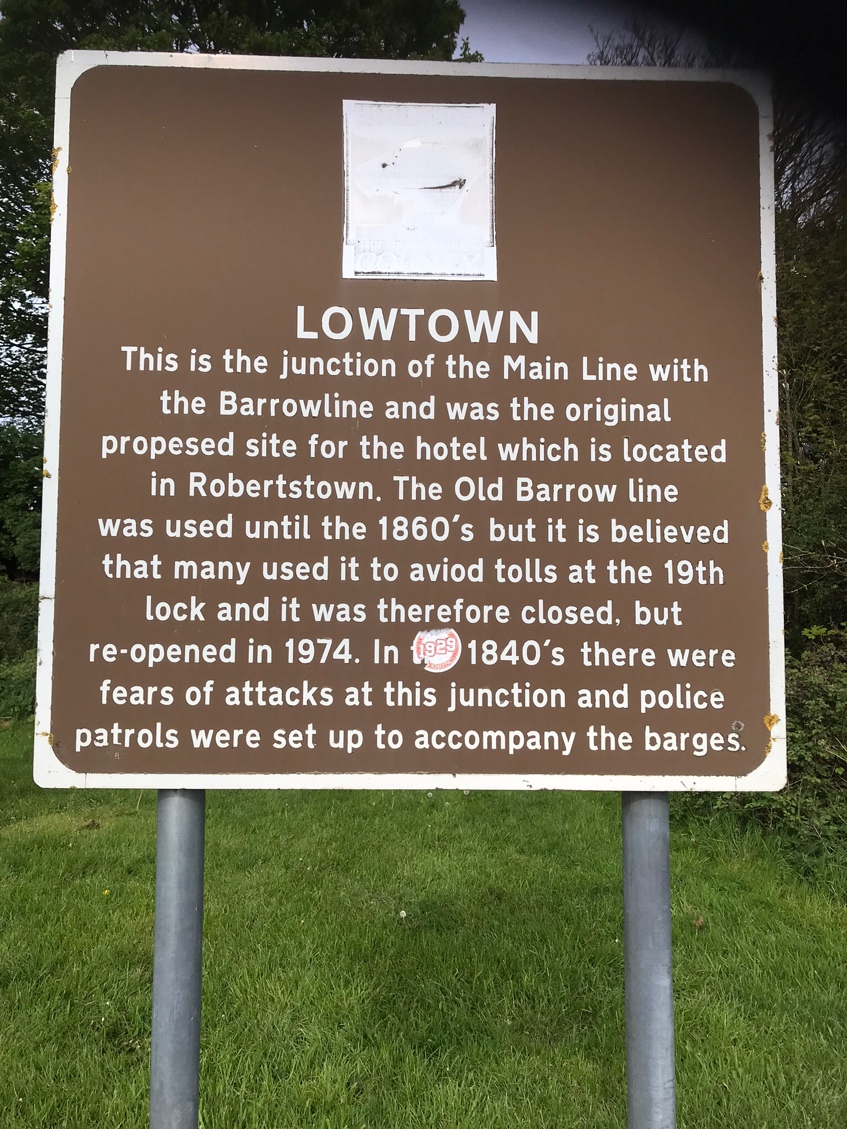 LOWTOWN
This is the junction of the Main Line with
the Barrowline and was the original
propesed site for the hotel which is located
in Robertstown. The Old Barrow line
was used until the 1860's but it is believed
that many used it to aviod tolls at the 19th
lock and it was therefore closed, but
re-opened in 1974. In 1929 1840's there were
fears of attacks at this junction and police
patrols were set up to accompany the barges.